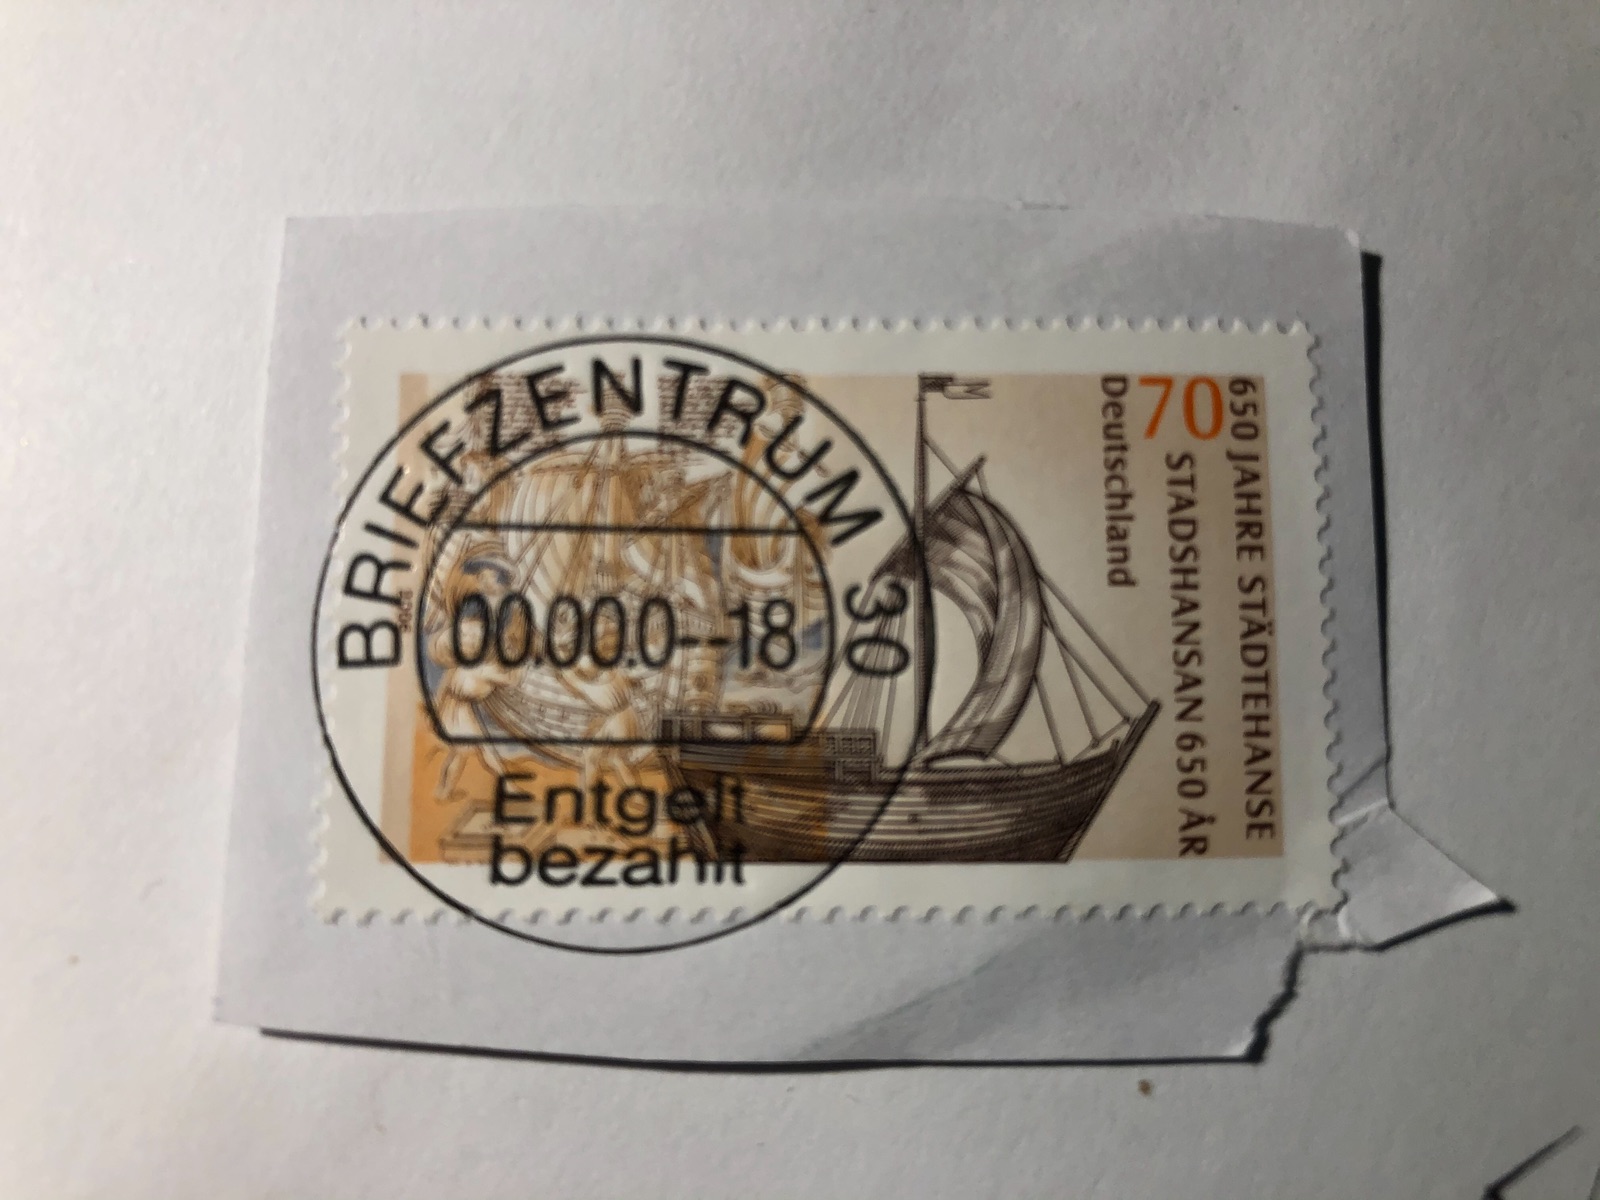 650 JAHRE STÄDTEHANSE
70 STADSHANSAN 650 ÅR
Deutschland
BRIEFZENTRUM 30
00.00.0--18
Entgelt
bezahlt